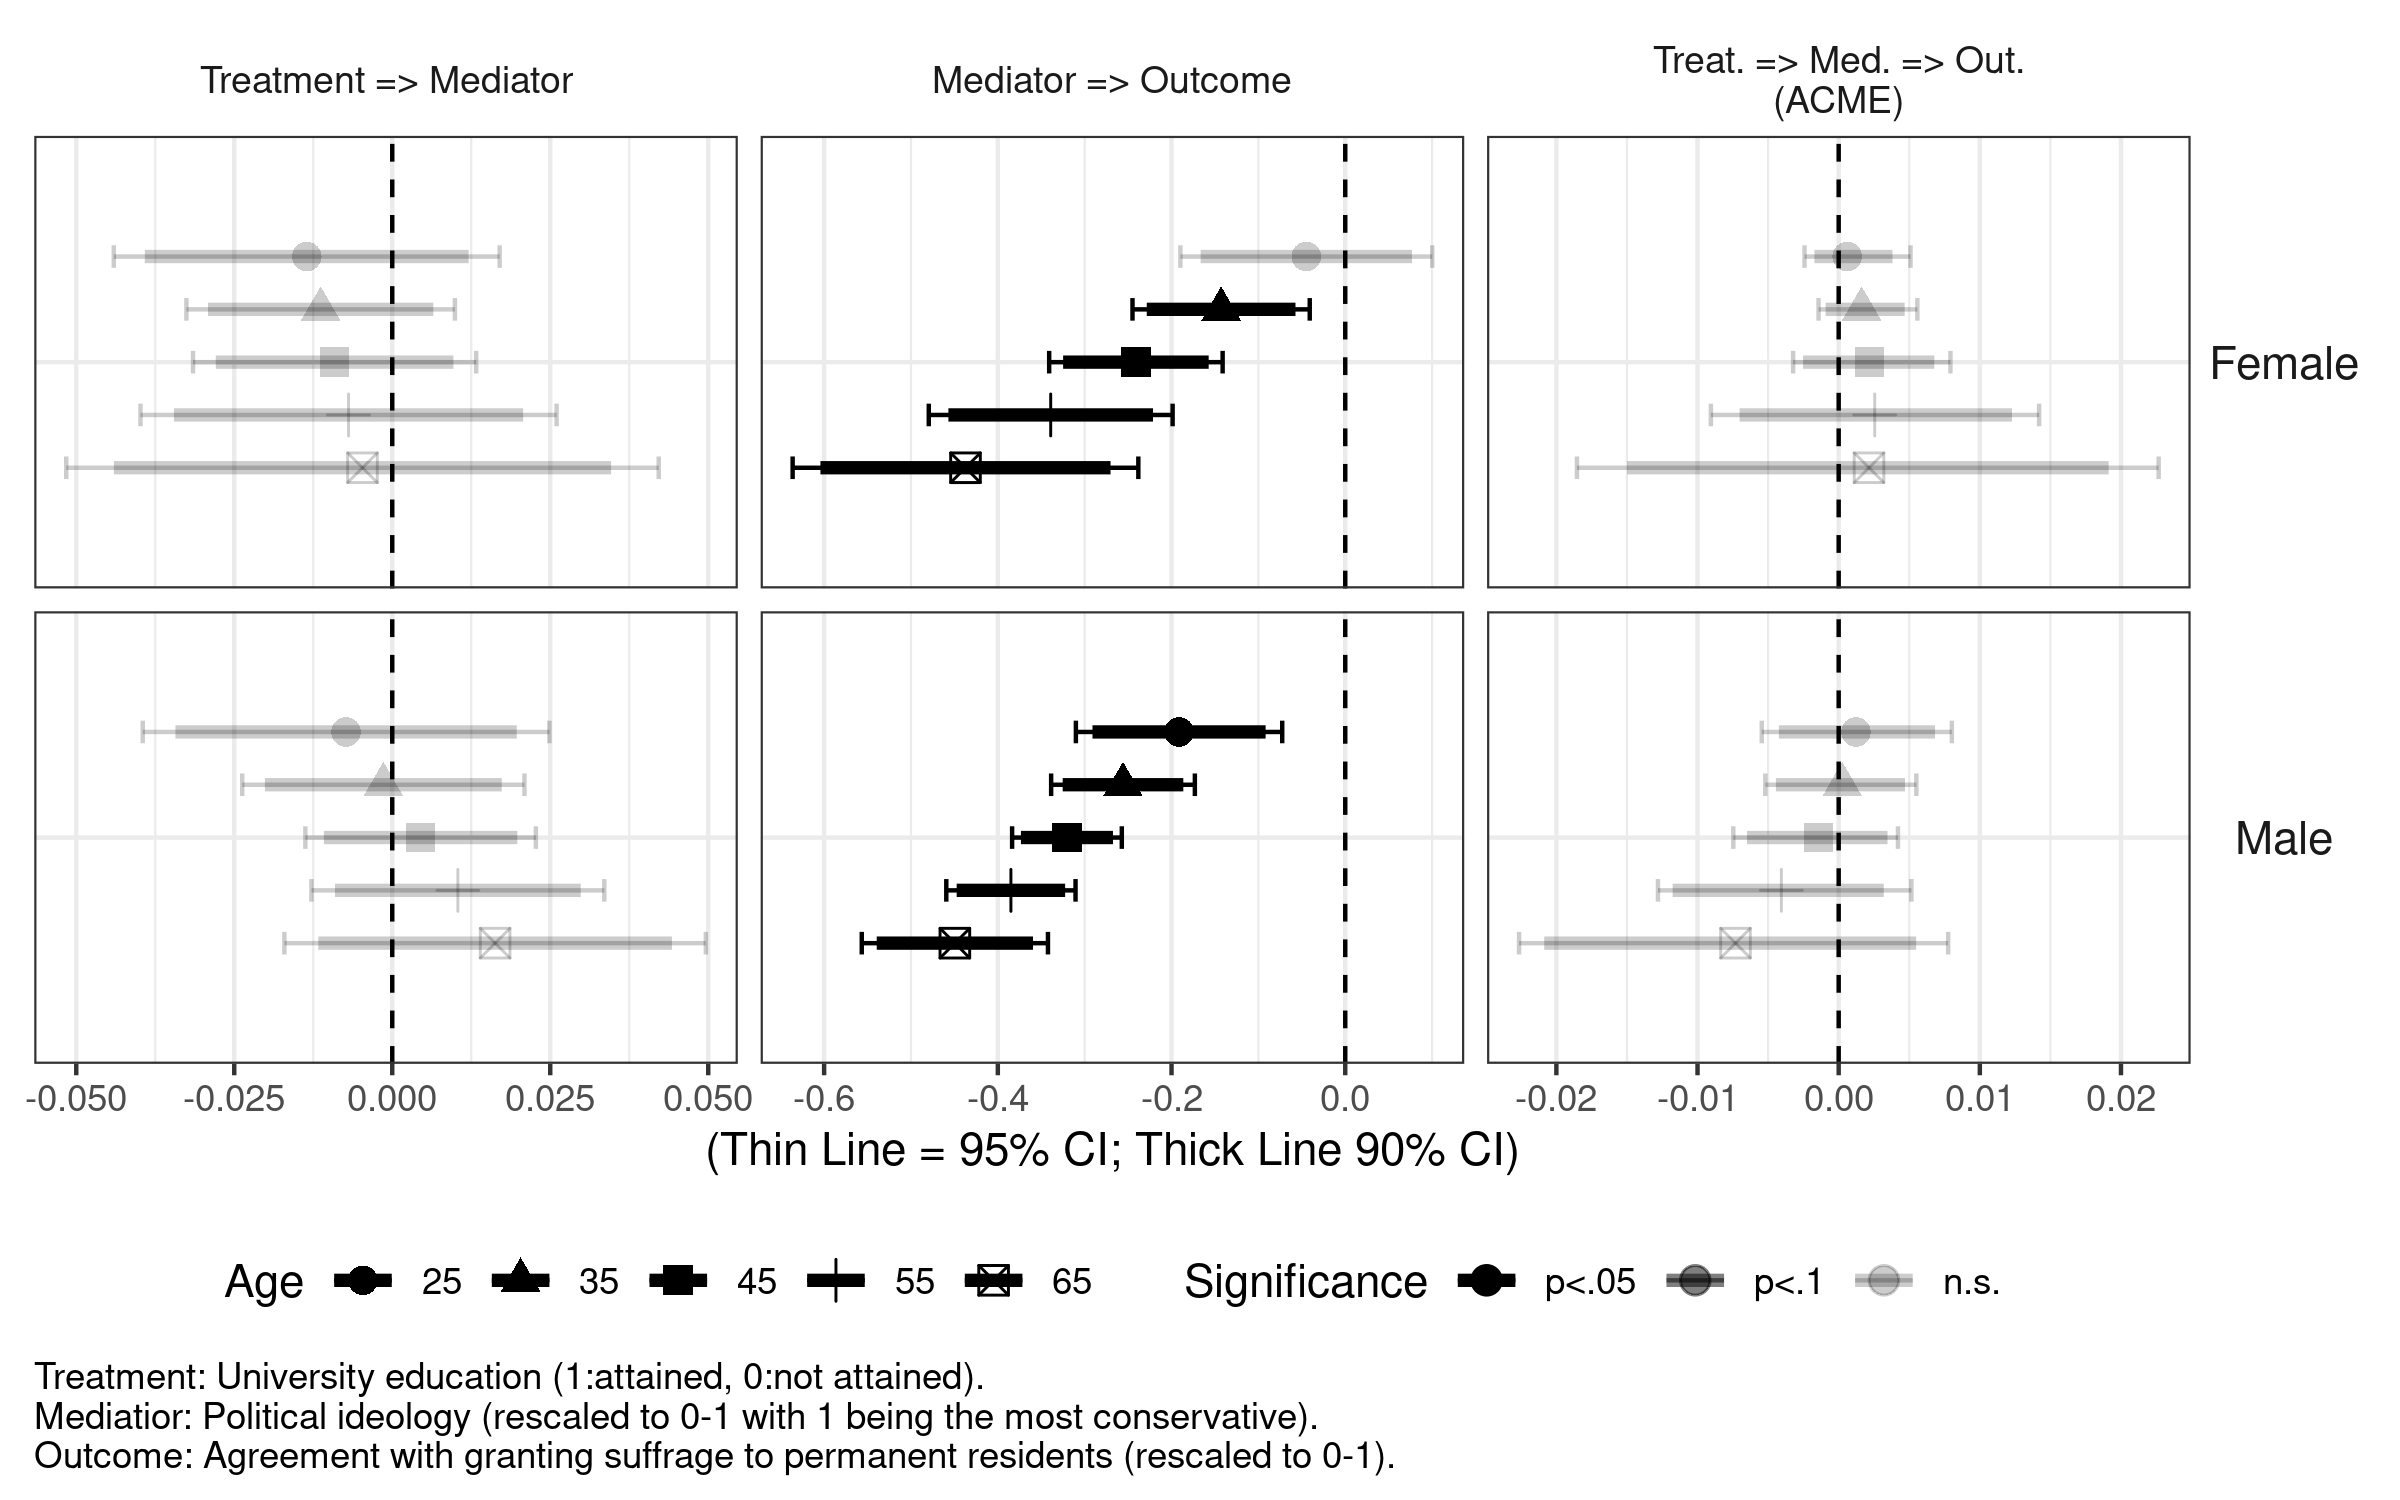 Treatment => Mediator
Mediator => Outcome
Treat. => Med. => Out.
(ACME)
Female
Male
-0.050 -0.025 0.000 0.025 0.050
-0.6 -0.4 -0.2 0.0
-0.02 -0.01 0.00 0.01 0.02
(Thin Line = 95% CI; Thick Line 90% CI)
Age 25 35 45 55 65
Significance p<.05 p<.1 n.s.
Treatment: University education (1:attained, 0:not attained).
Mediatior: Political ideology (rescaled to 0-1 with 1 being the most conservative).
Outcome: Agreement with granting suffrage to permanent residents (rescaled to 0-1).